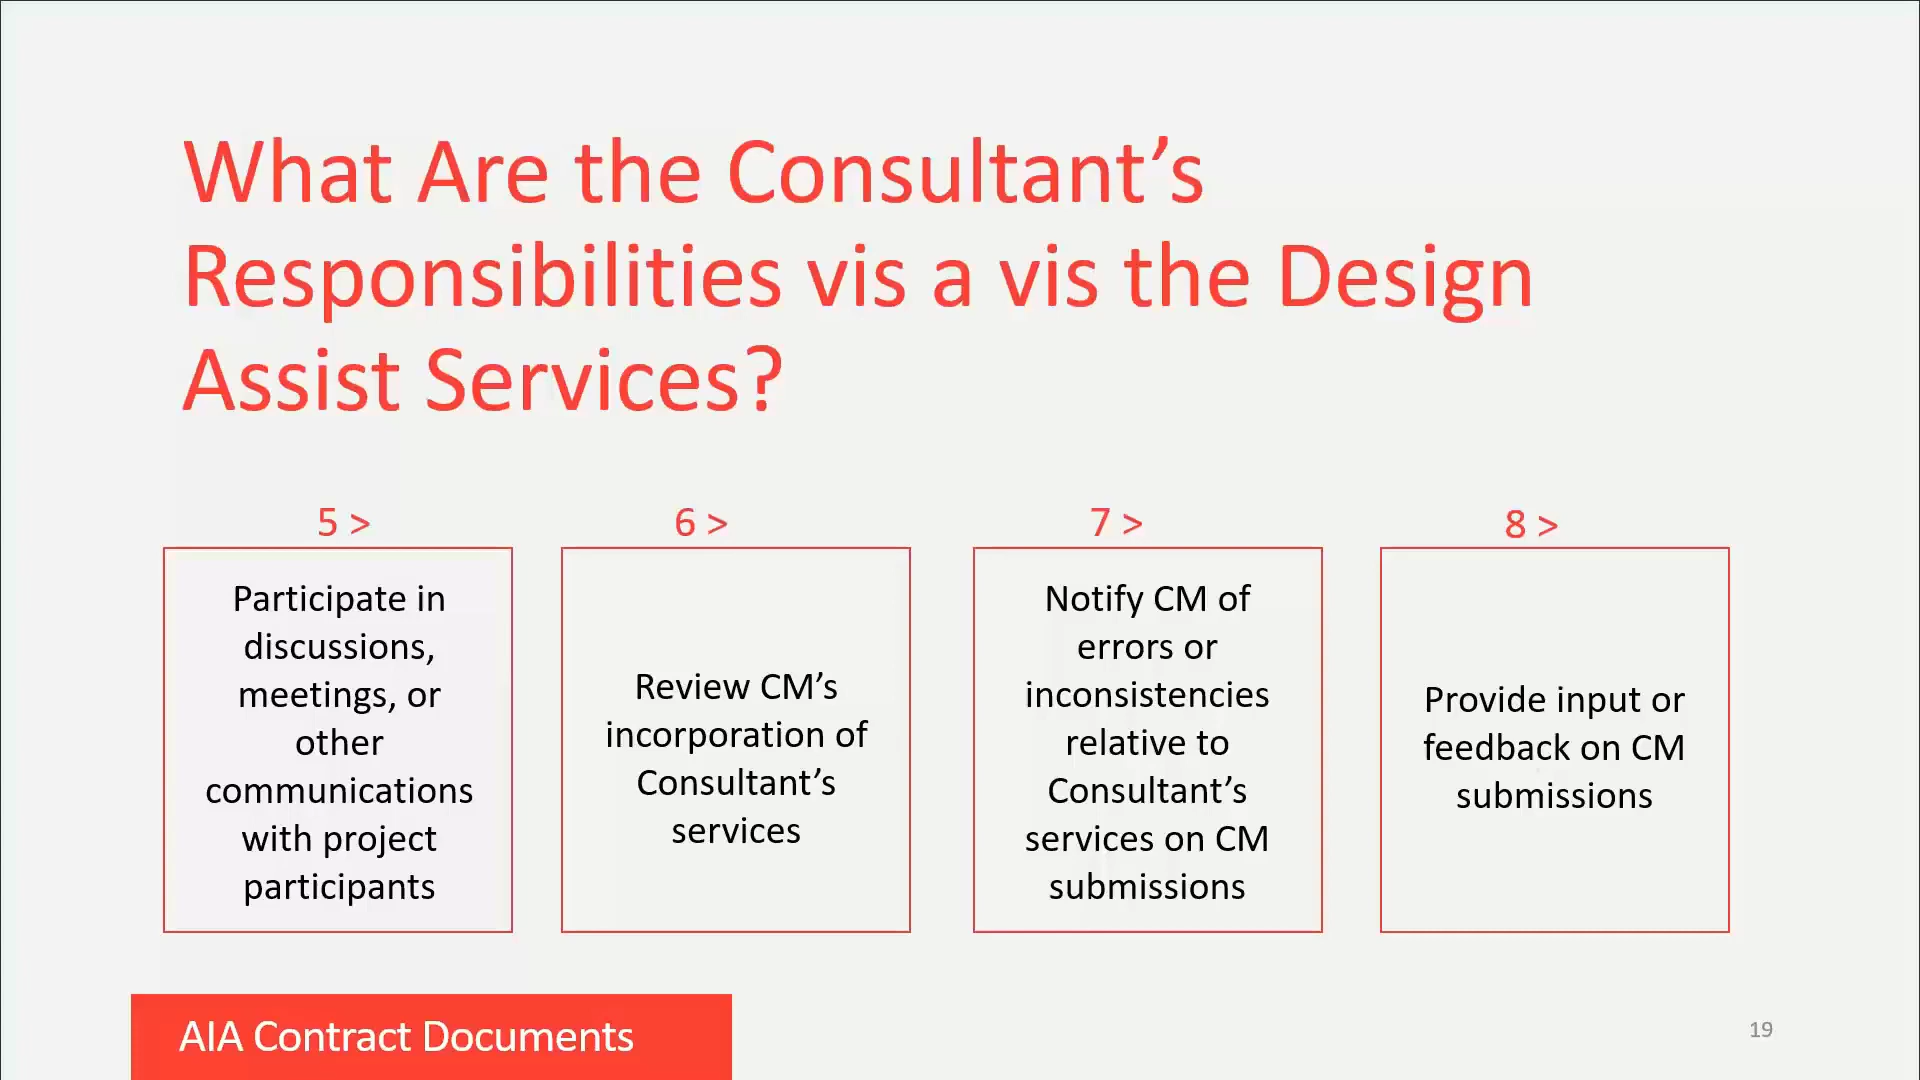 What Are the Consultant’s
Responsibilities vis a vis the Design
Assist Services?
5 >
Participate in
discussions,
meetings, or
other
communications
with project
participants
6 >
Review CM’s
incorporation of
Consultant’s
services
7 >
Notify CM of
errors or
inconsistencies
relative to
Consultant’s
services on CM
submissions
8 >
Provide input or
feedback on CM
submissions
AIA Contract Documents
19